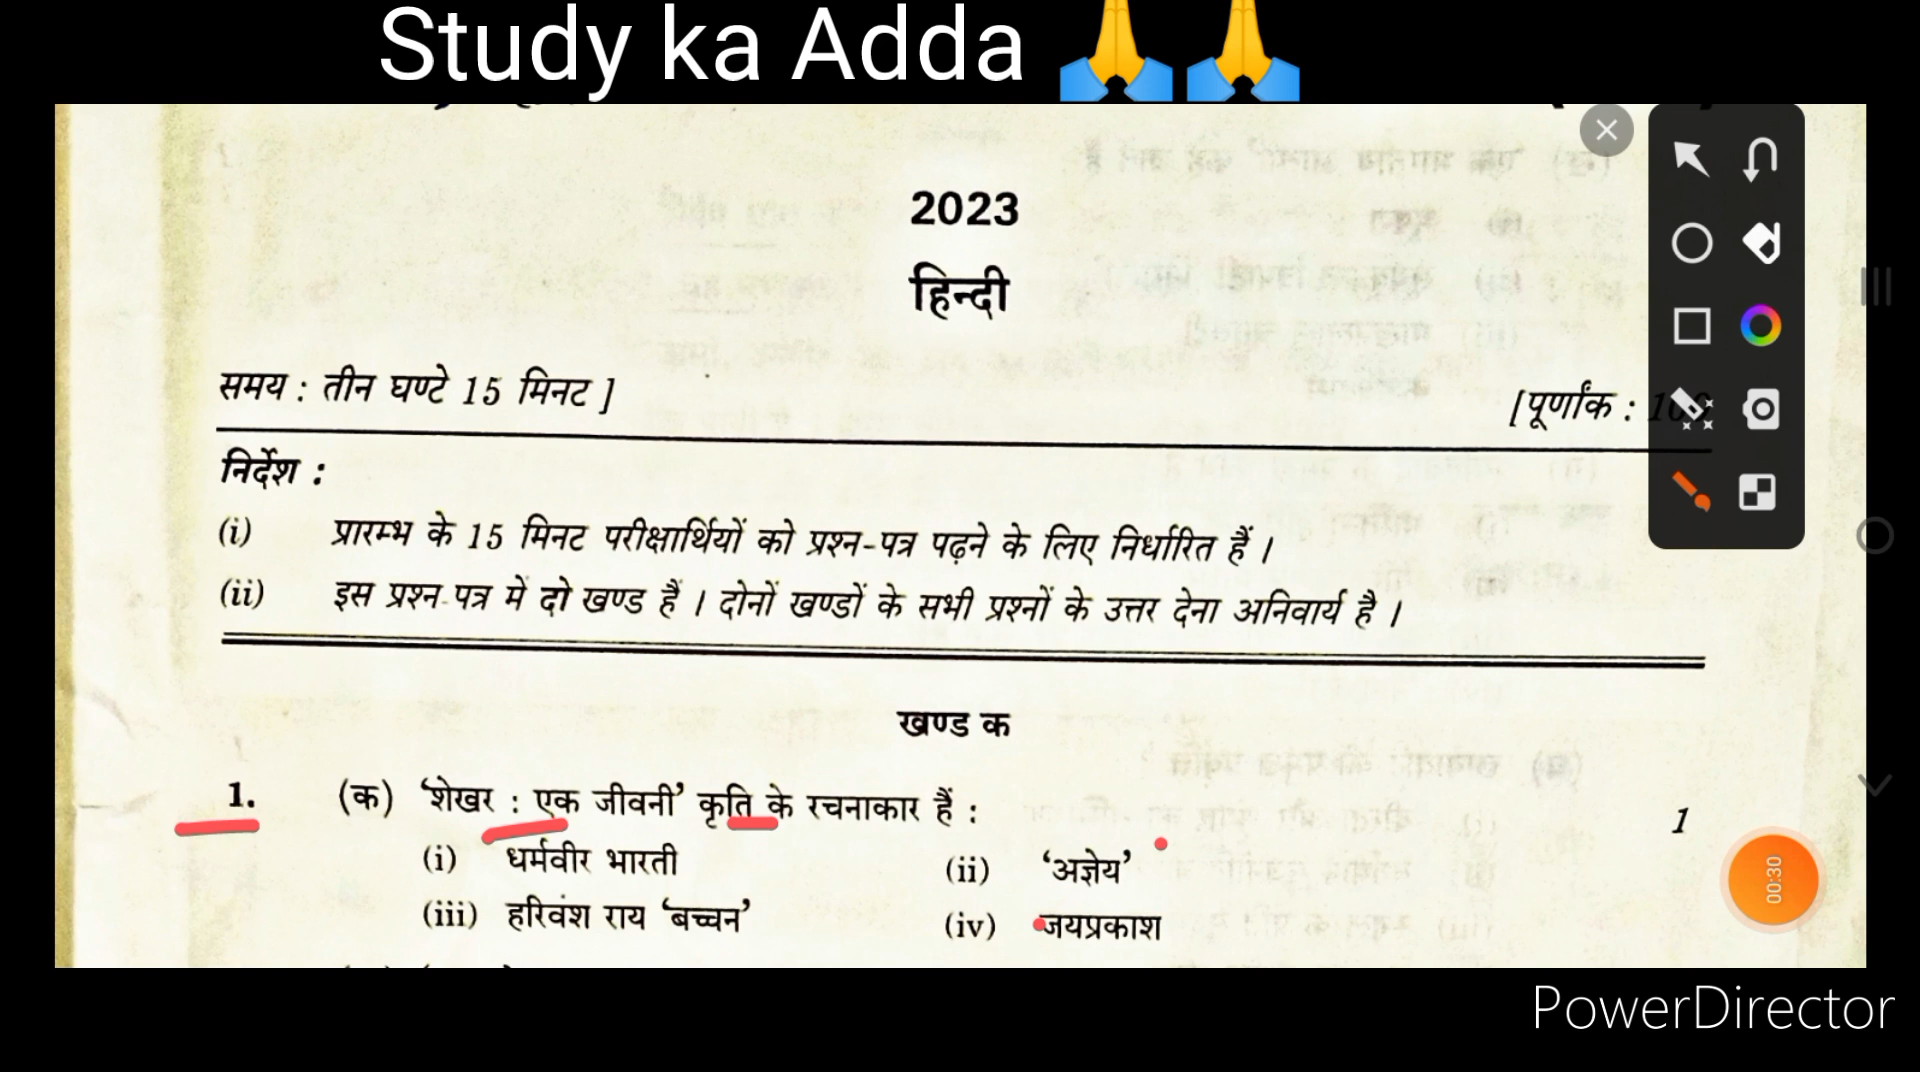 Study ka Adda 🙏🙏
2023
हिन्दी
समय : तीन घण्टे 15 मिनट ]
[पूर्णांक : 100
निर्देश :
(i) प्रारम्भ के 15 मिनट परीक्षार्थियों को प्रश्न-पत्र पढ़ने के लिए निर्धारित हैं ।
(ii) इस प्रश्न-पत्र में दो खण्ड हैं । दोनों खण्डों के सभी प्रश्नों के उत्तर देना अनिवार्य है ।
खण्ड क
1. (क) ‘शेखर : एक जीवनी’ कृति के रचनाकार हैं : 1
(i) धर्मवीर भारती (ii) ‘अज्ञेय’
(iii) हरिवंश राय ‘बच्चन’ (iv) जयप्रकाश
00:30
PowerDirector